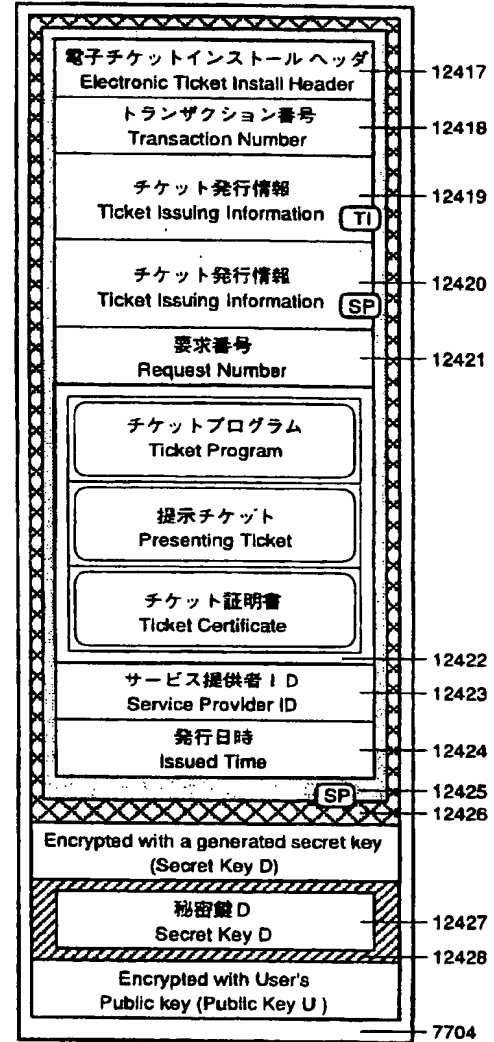 電子チケットインストール ヘッダ
Electronic Ticket Install Header
12417
トランザクション番号
Transaction Number
12418
チケット発行情報
Ticket Issuing Information
TI
12419
チケット発行情報
Ticket Issuing Information
SP
12420
要求番号
Request Number
12421
チケットプログラム
Ticket Program
提示チケット
Presenting Ticket
チケット証明書
Ticket Certificate
12422
サービス提供者ID
Service Provider ID
12423
発行日時
Issued Time
12424
SP
12425
12426
Encrypted with a generated secret key
(Secret Key D)
秘密鍵D
Secret Key D
12427
12428
Encrypted with User's
Public key (Public Key U )
7704